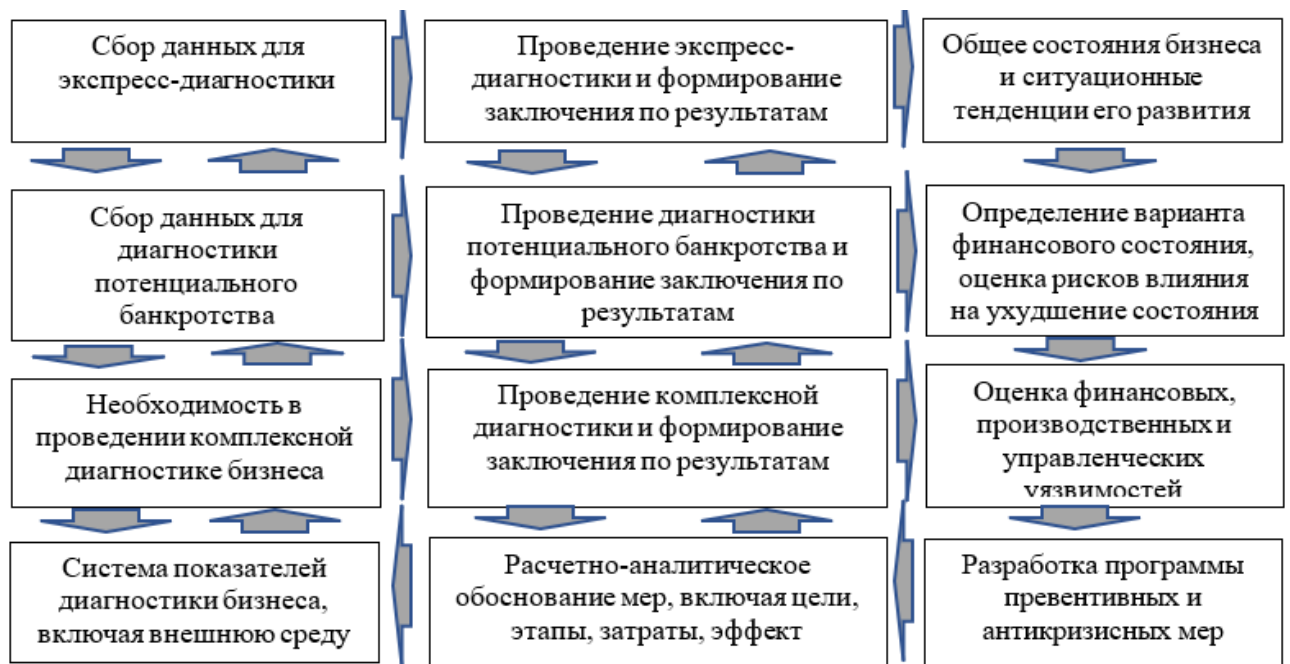 Сбор данных для
экспресс-диагностики
Проведение экспресс-
диагностики и формирование
заключения по результатам
Общее состояния бизнеса
и ситуационные
тенденции его развития
Сбор данных для
диагностики
потенциального
банкротства
Проведение диагностики
потенциального банкротства и
формирование заключения по
результатам
Определение варианта
финансового состояния,
оценка рисков влияния
на ухудшение состояния
Необходимость в
проведении комплексной
диагностике бизнеса
Проведение комплексной
диагностики и формирование
заключения по результатам
Оценка финансовых,
производственных и
управленческих
уязвимостей
Система показателей
диагностики бизнеса,
включая внешнюю среду
Расчетно-аналитическое
обоснование мер, включая цели,
этапы, затраты, эффект
Разработка программы
превентивных и
антикризисных мер